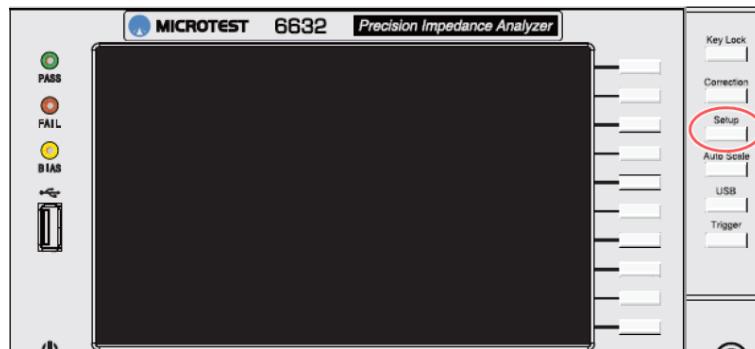 MICROTEST 6632 Precision Impedance Analyzer
PASS
FAIL
BIAS
Key Lock
Correction
Setup
Auto Scale
USB
Trigger